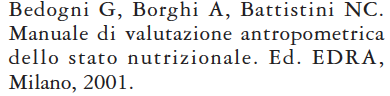 Bedogni G, Borghi A, Battistini NC.
Manuale di valutazione antropometrica
dello stato nutrizionale. Ed. EDRA,
Milano, 2001.